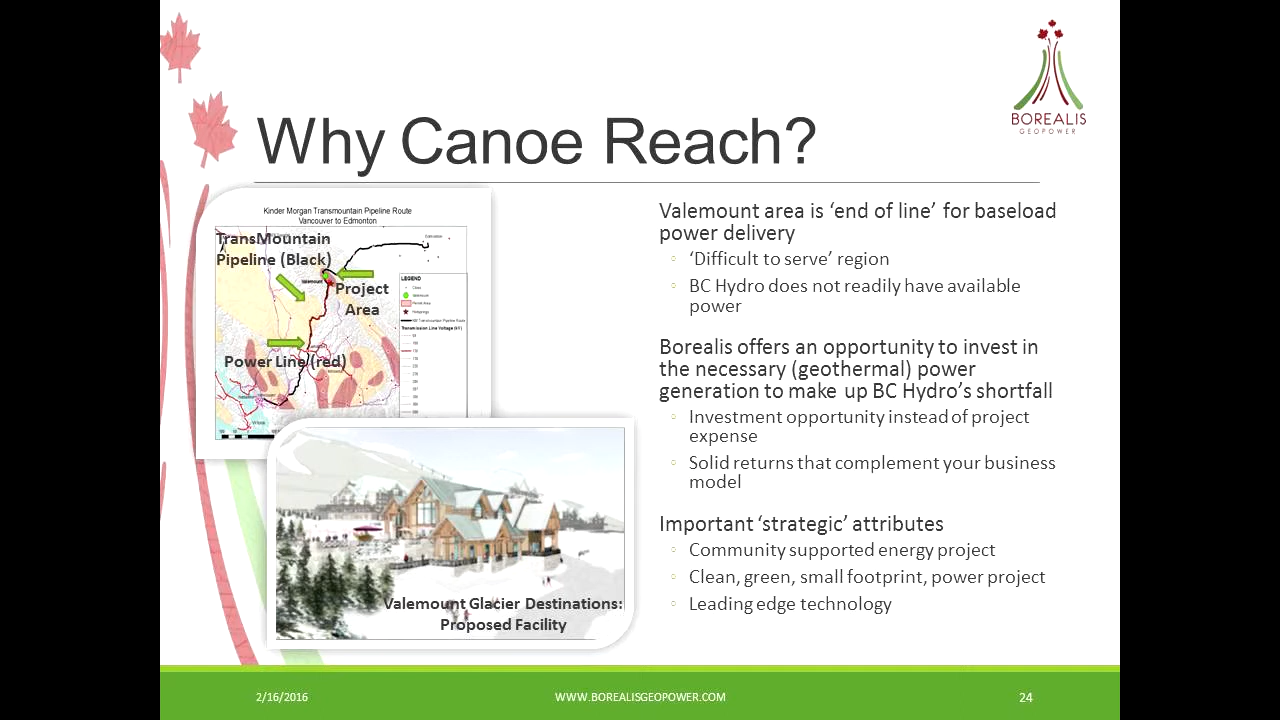 BOREALIS
GEOPOWER
Why Canoe Reach?
Kinder Morgan Transmountain Pipeline Route
Vancouver to Edmonton
TransMountain
Pipeline (Black)
Project
Area
Power Line (red)
Valemount
LEGEND
Transmission Line Voltage (kV)
Valemount Glacier Destinations:
Proposed Facility
Valemount area is ‘end of line’ for baseload
power delivery
‘Difficult to serve’ region
BC Hydro does not readily have available
power
Borealis offers an opportunity to invest in
the necessary (geothermal) power
generation to make up BC Hydro’s shortfall
Investment opportunity instead of project
expense
Solid returns that complement your business
model
Important ‘strategic’ attributes
Community supported energy project
Clean, green, small footprint, power project
Leading edge technology
2/16/2016
WWW.BOREALISGEOPOWER.COM
24